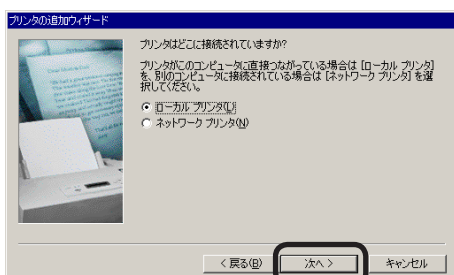 プリンタの追加ウィザード
プリンタはどこに接続されていますか?
プリンタがこのコンピュータに直接つながっている場合は [ローカル プリンタ]
を、別のコンピュータに接続されている場合は [ネットワーク プリンタ] を選
択してください。
ローカル プリンタ(L)
ネットワーク プリンタ(N)
< 戻る(B)
次へ >
キャンセル